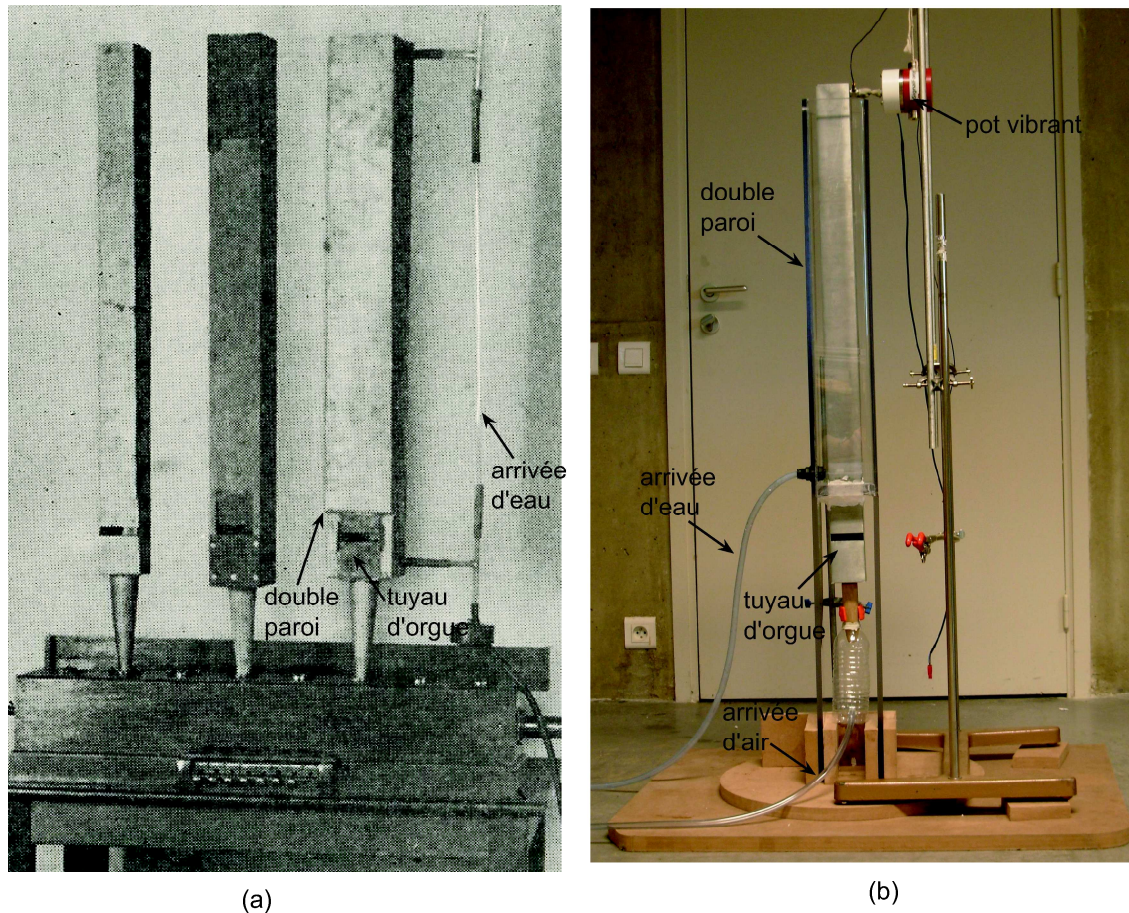 arrivée
d'eau
double
paroi
tuyau
d'orgue
(a)
pot vibrant
double
paroi
arrivée
d'eau
tuyau
d'orgue
arrivée
d'air
(b)